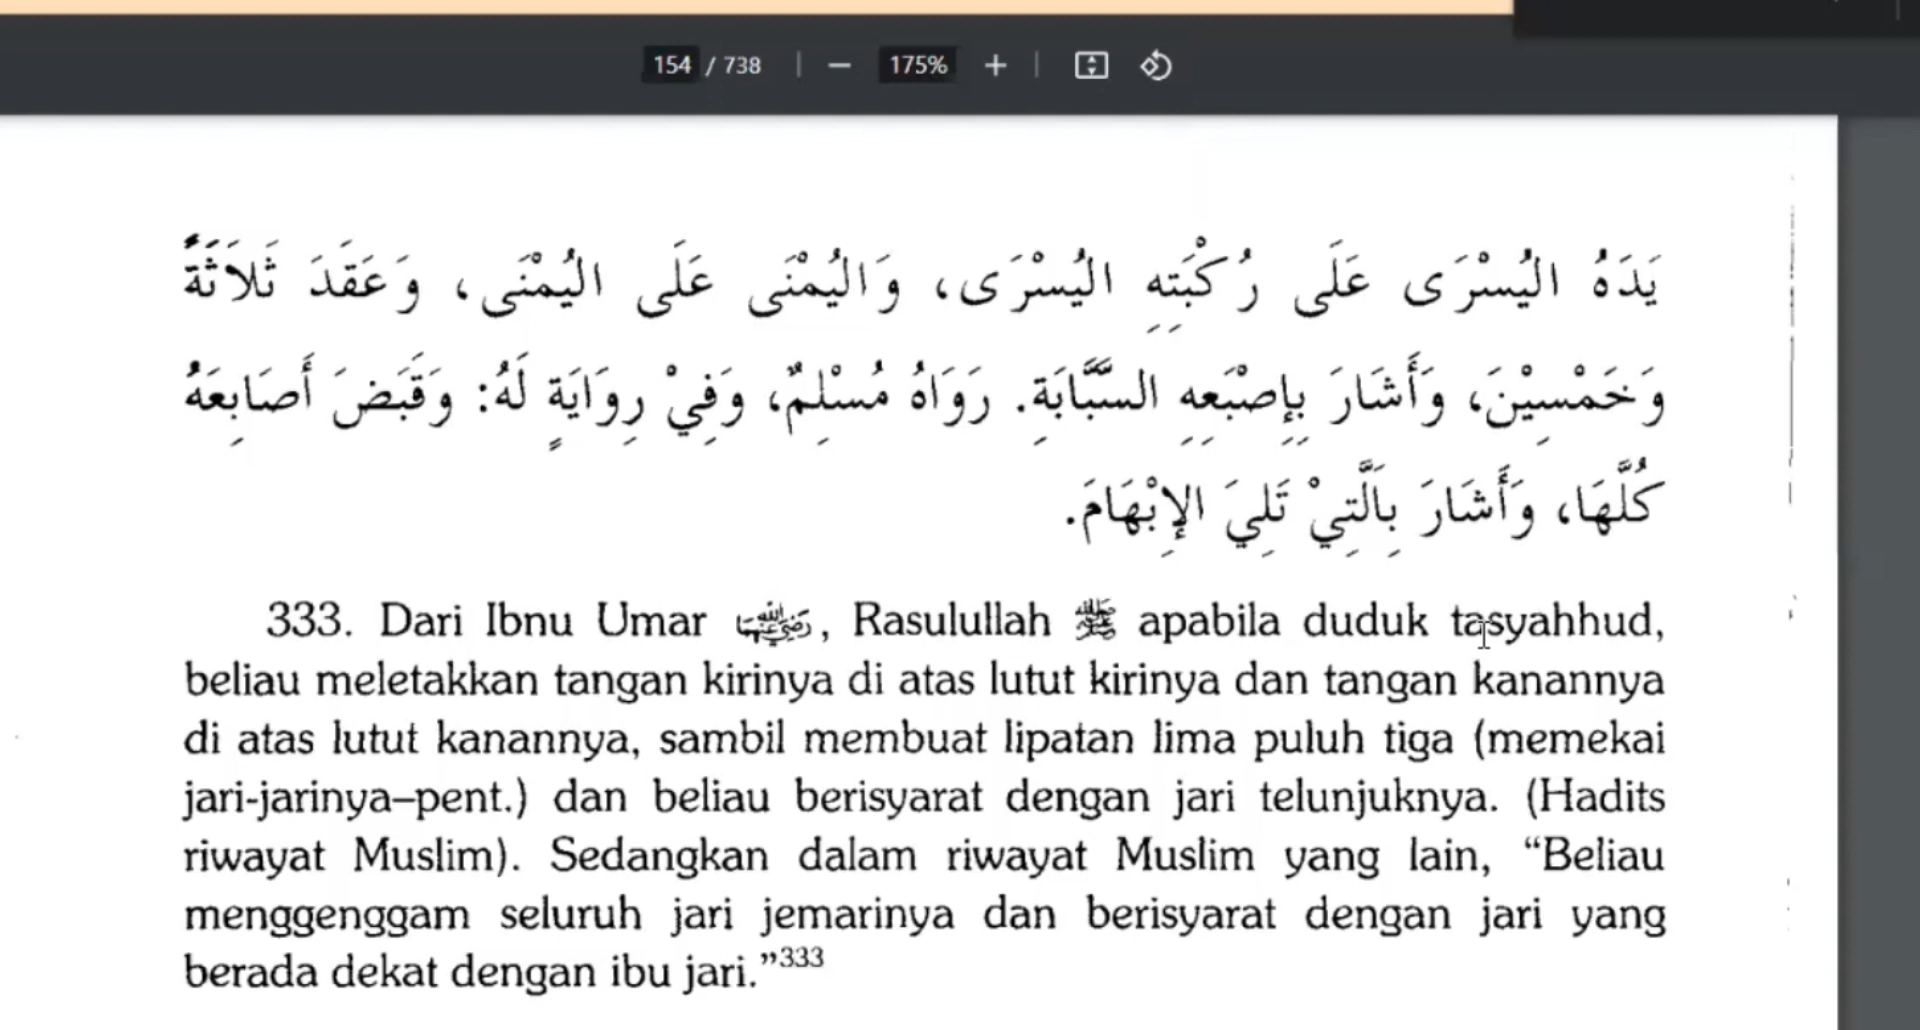 154 / 738 | − 175% + |
يَدَهُ الْيُسْرَى عَلَى رُكْبَتِهِ الْيُسْرَى، وَالْيُمْنَى عَلَى الْيُمْنَى، وَعَقَدَ ثَلاَثَةً
وَخَمْسِيْنَ، وَأَشَارَ بِإِصْبَعِهِ السَّبَّابَةِ. رَوَاهُ مُسْلِمٌ، وَفِيْ رِوَايَةٍ لَهُ: وَقَبَضَ أَصَابِعَهُ
كُلَّهَا، وَأَشَارَ بِالَّتِيْ تَلِيَ الإِبْهَامَ.
333. Dari Ibnu Umar رضي الله عنهما, Rasulullah ﷺ apabila duduk tasyahhud,
beliau meletakkan tangan kirinya di atas lutut kirinya dan tangan kanannya
di atas lutut kanannya, sambil membuat lipatan lima puluh tiga (memekai
jari-jarinya–pent.) dan beliau berisyarat dengan jari telunjuknya. (Hadits
riwayat Muslim). Sedangkan dalam riwayat Muslim yang lain, “Beliau
menggenggam seluruh jari jemarinya dan berisyarat dengan jari yang
berada dekat dengan ibu jari.”333